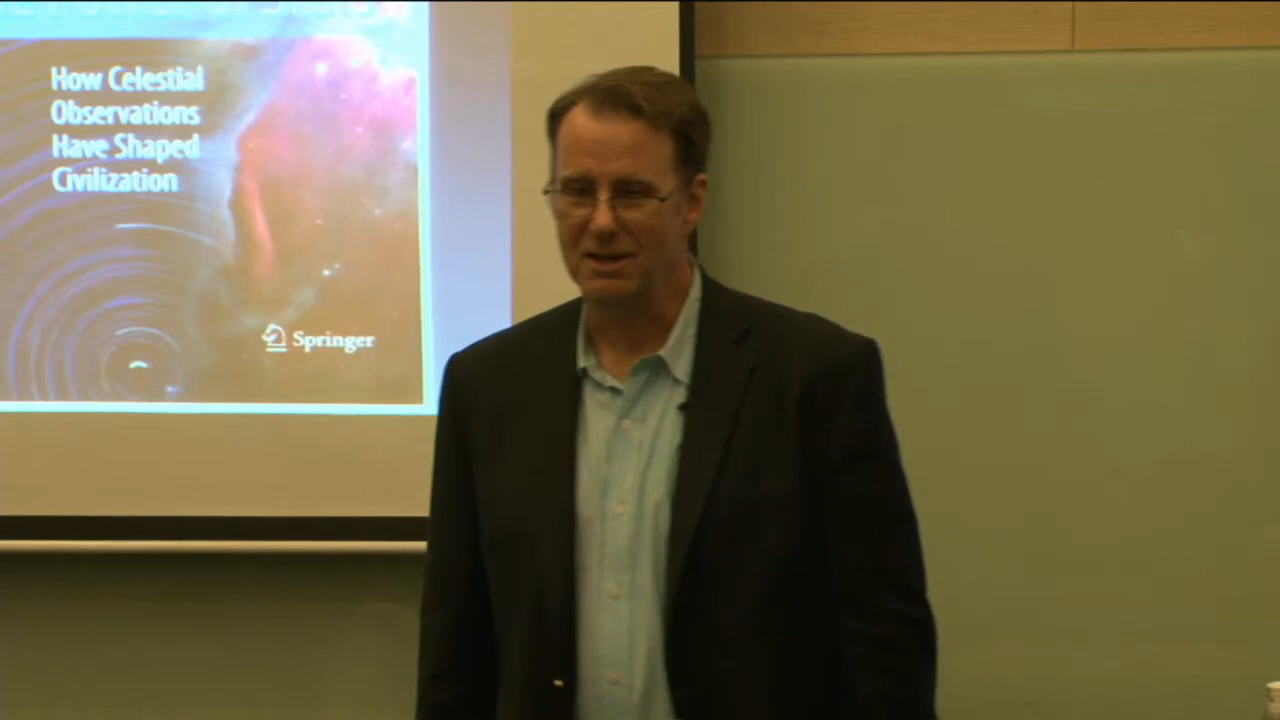 How Celestial
Observations
Have Shaped
Civilization
Springer